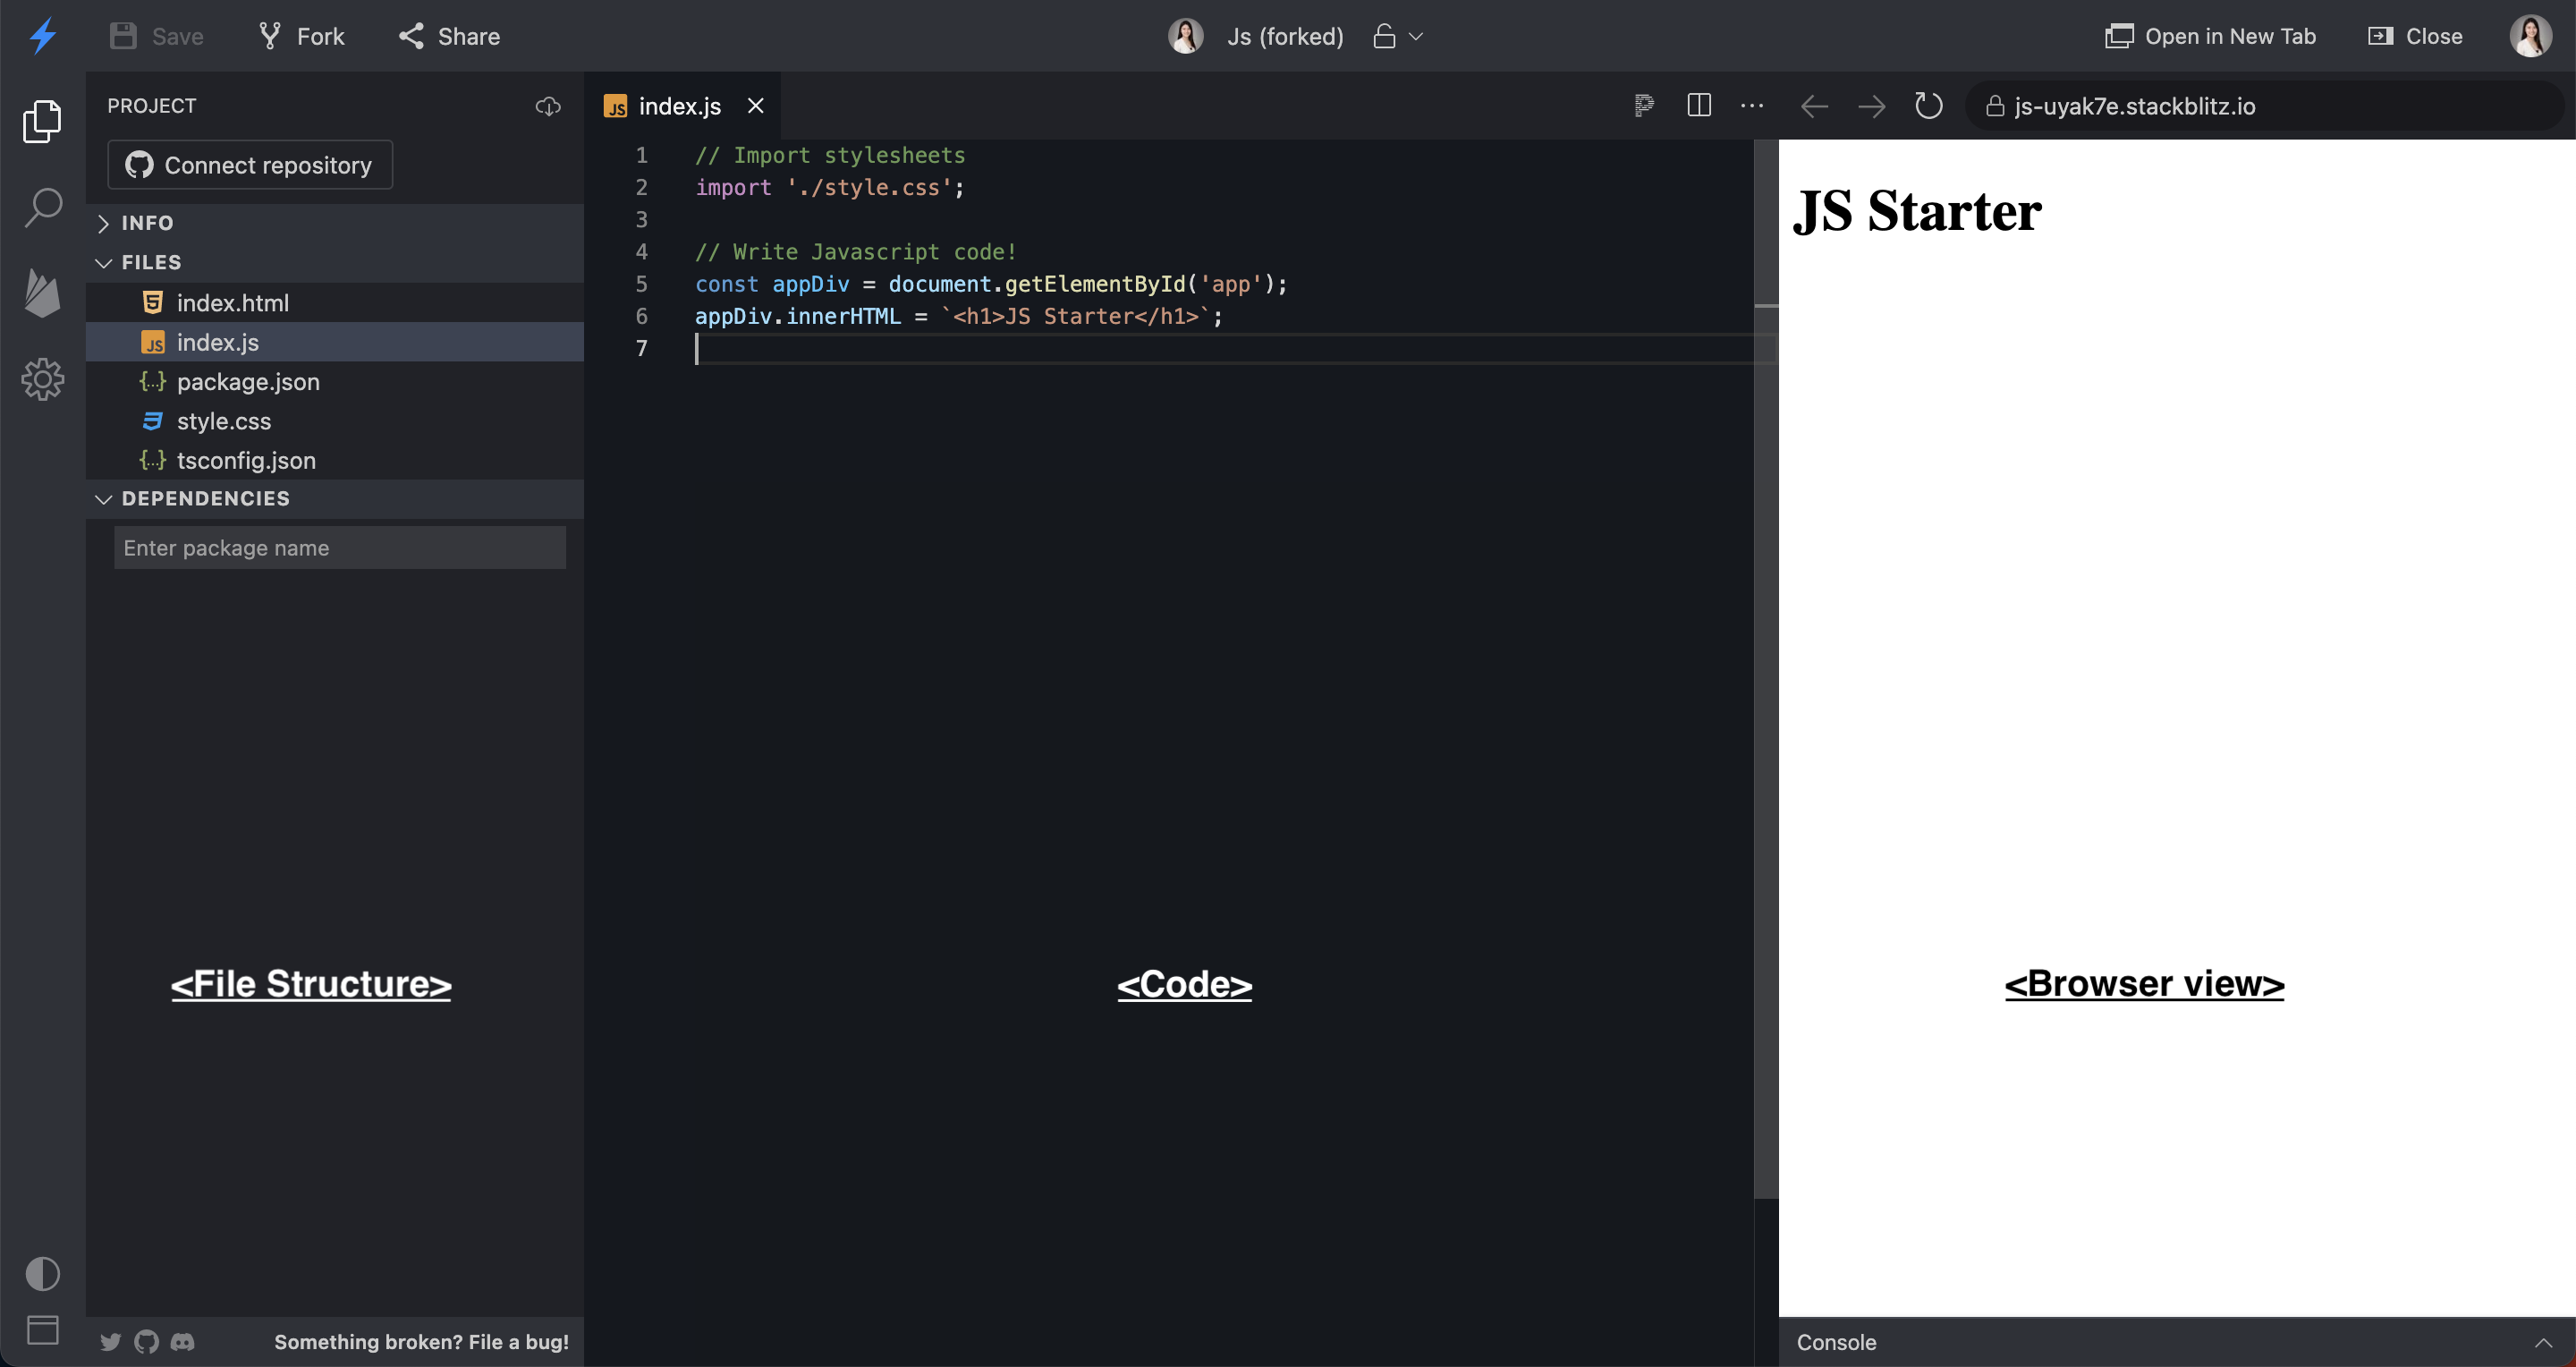 Save Fork Share Js (forked) Open in New Tab Close
PROJECT
Connect repository
INFO
FILES
index.html
JS index.js
{...} package.json
style.css
{...} tsconfig.json
DEPENDENCIES
Enter package name
<File Structure>
Something broken? File a bug!
JS index.js
1 // Import stylesheets
2 import './style.css';
3
4 // Write Javascript code!
5 const appDiv = document.getElementById('app');
6 appDiv.innerHTML = `<h1>JS Starter</h1>`;
7
<Code>
js-uyak7e.stackblitz.io
JS Starter
<Browser view>
Console